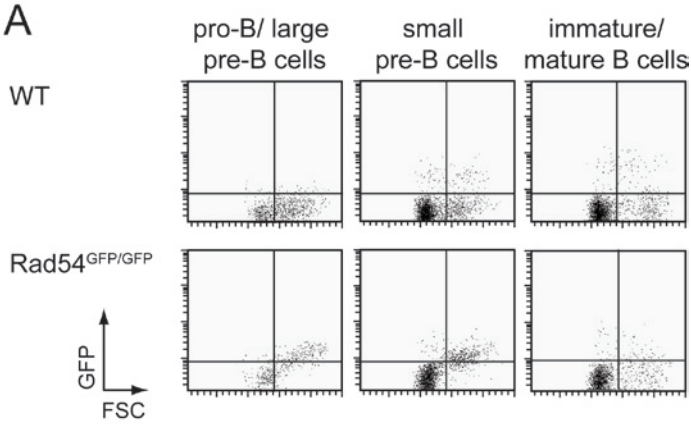 A
pro-B/ large
pre-B cells
small
pre-B cells
immature/
mature B cells
WT
Rad54GFP/GFP
GFP
FSC